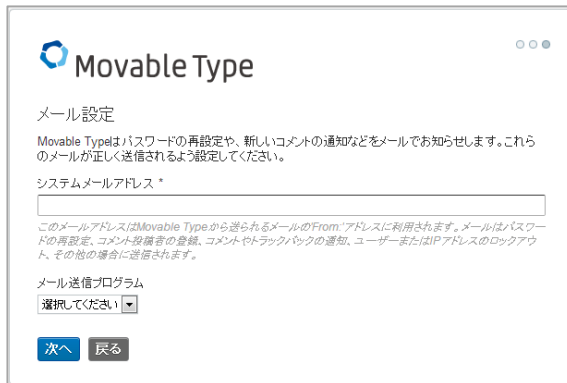 Movable Type
メール設定
Movable Typeはパスワードの再設定や、新しいコメントの通知などをメールでお知らせします。これら
のメールが正しく送信されるよう設定してください。
システムメールアドレス *
このメールアドレスはMovable Typeから送られるメールの'From:'アドレスに利用されます。メールはパスワー
ドの再設定、コメント投稿者の登録、コメントやトラックバックの通知、ユーザーまたはIPアドレスのロックアウ
ト、その他の場合に送信されます。
メール送信プログラム
選択してください
次へ 戻る